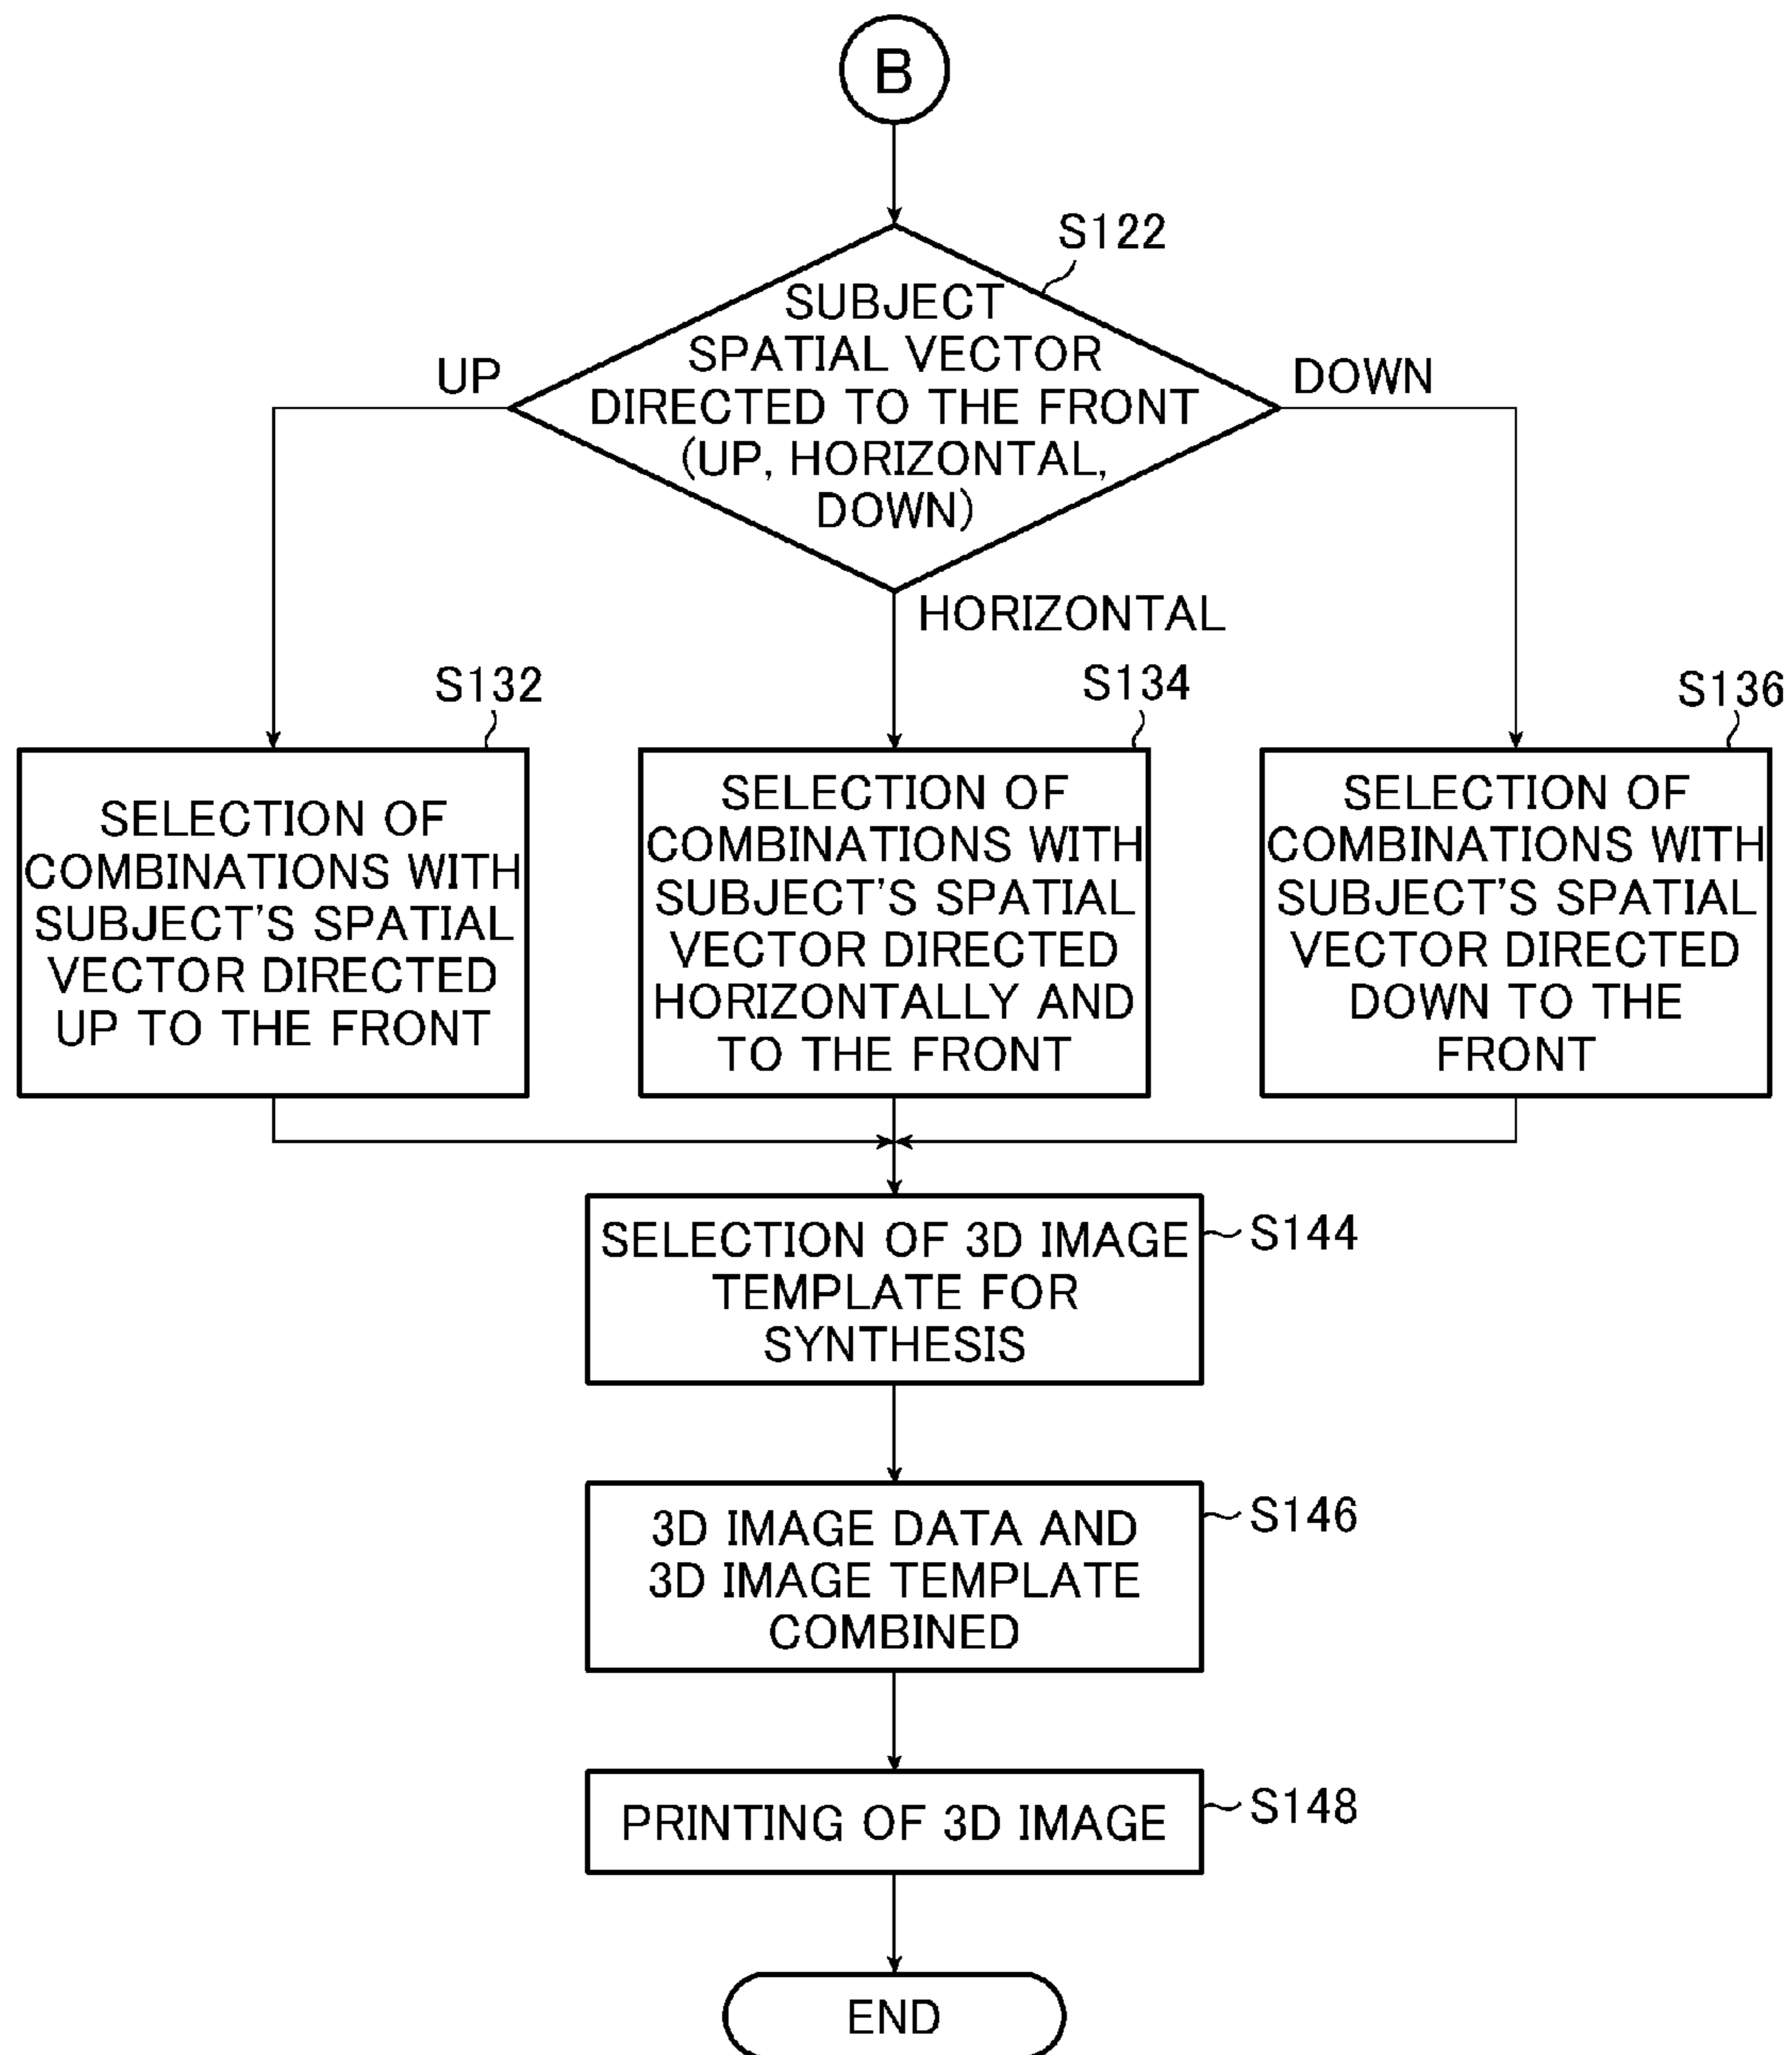 B
S122
SUBJECT
SPATIAL VECTOR
DIRECTED TO THE FRONT
(UP, HORIZONTAL,
DOWN)
UP
DOWN
HORIZONTAL
S132
SELECTION OF
COMBINATIONS WITH
SUBJECT'S SPATIAL
VECTOR DIRECTED
UP TO THE FRONT
S134
SELECTION OF
COMBINATIONS WITH
SUBJECT'S SPATIAL
VECTOR DIRECTED
HORIZONTALLY AND
TO THE FRONT
S136
SELECTION OF
COMBINATIONS WITH
SUBJECT'S SPATIAL
VECTOR DIRECTED
DOWN TO THE
FRONT
SELECTION OF 3D IMAGE
TEMPLATE FOR
SYNTHESIS
S144
3D IMAGE DATA AND
3D IMAGE TEMPLATE
COMBINED
S146
PRINTING OF 3D IMAGE
S148
END